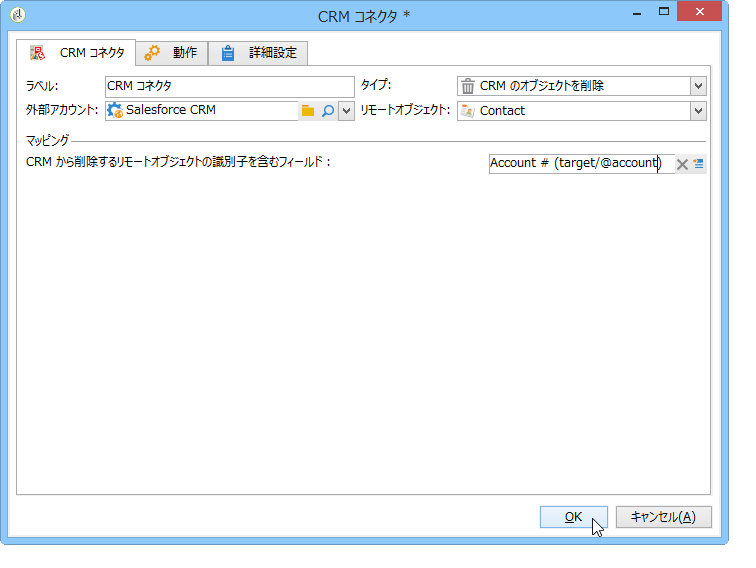 CRM コネクタ *
CRM コネクタ 動作 詳細設定
ラベル: CRM コネクタ タイプ: CRM のオブジェクトを削除
外部アカウント: Salesforce CRM リモートオブジェクト: Contact
マッピング
CRM から削除するリモートオブジェクトの識別子を含むフィールド : Account # (target/@account)
OK キャンセル(A)